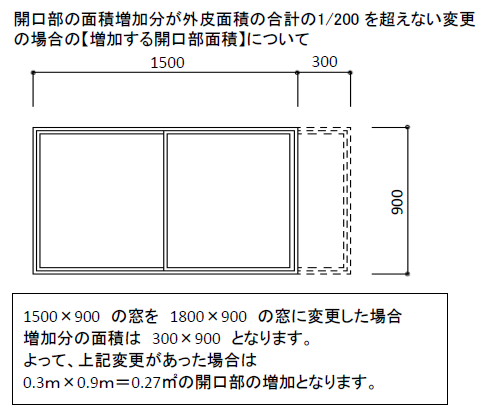 開口部の面積増加分が外皮面積の合計の1/200 を超えない変更
の場合の【増加する開口部面積】について
1500
300
900
1500×900 の窓を 1800×900 の窓に変更した場合
増加分の面積は 300×900 となります。
よって、上記変更があった場合は
0.3m×0.9m=0.27㎡の開口部の増加となります。